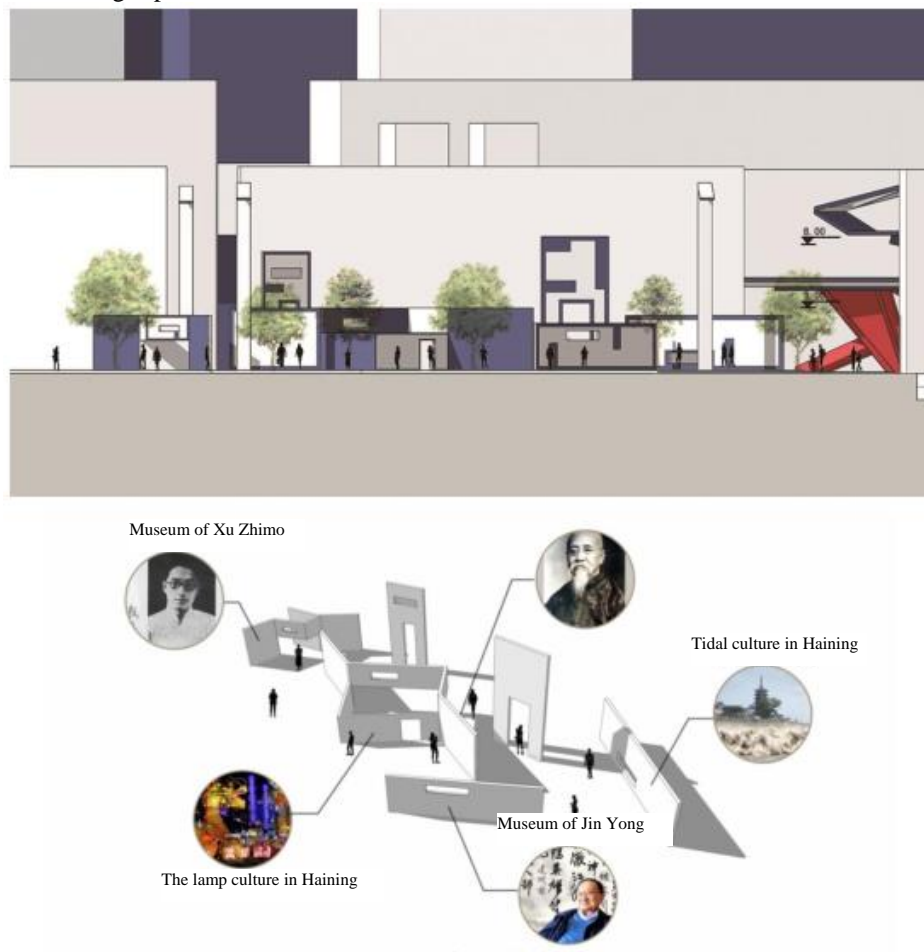 8.00
Museum of Xu Zhimo
Tidal culture in Haining
Museum of Jin Yong
The lamp culture in Haining